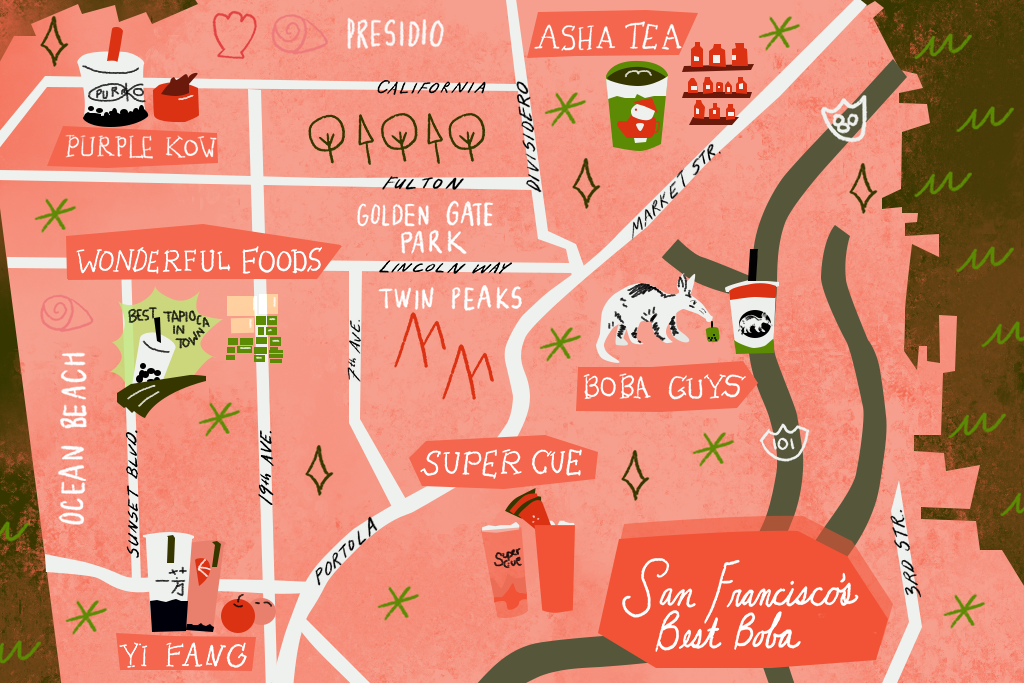 PRESIDIO
ASHA TEA
CALIFORNIA
DIVISIDERO
80
PURPLE KOW
MARKET STR.
FULTON
GOLDEN GATE
PARK
WONDERFUL FOODS
LINCOLN WAY
TWIN PEAKS
BEST TAPIOCA
IN
TOWN
7th AVE.
BOBA GUYS
OCEAN BEACH
SUNSET BLVD.
19th AVE.
101
SUPER CUE
Super
Cue
PORTOLA
3RD STR.
一方
San Francisco's
Best Boba
YI FANG